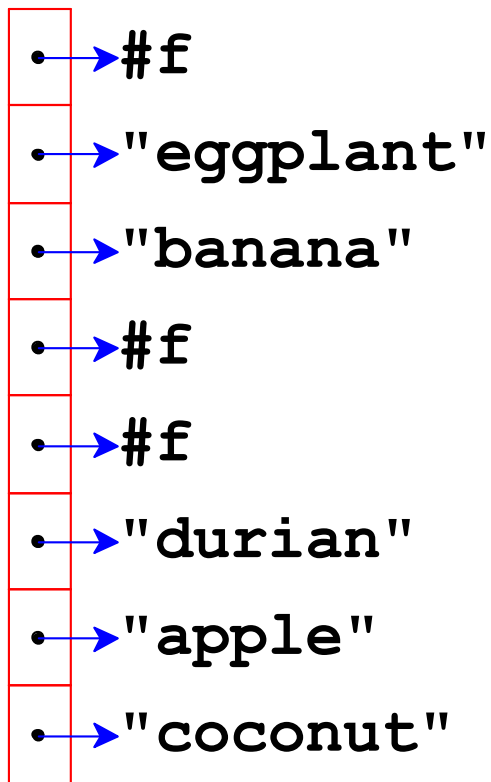 #f
"eggplant"
"banana"
#f
#f
"durian"
"apple"
"coconut"